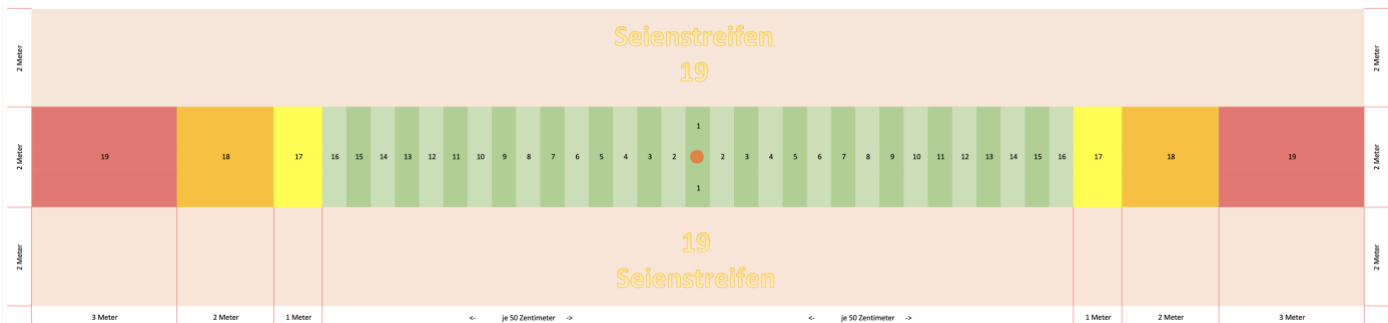 Seienstreifen
19
2 Meter
2 Meter
1
19 18 17 16 15 14 13 12 11 10 9 8 7 6 5 4 3 2 2 3 4 5 6 7 8 9 10 11 12 13 14 15 16 17 18 19
2 Meter
2 Meter
1
19
Seienstreifen
2 Meter
2 Meter
3 Meter 2 Meter 1 Meter <- je 50 Zentimeter -> <- je 50 Zentimeter -> 1 Meter 2 Meter 3 Meter